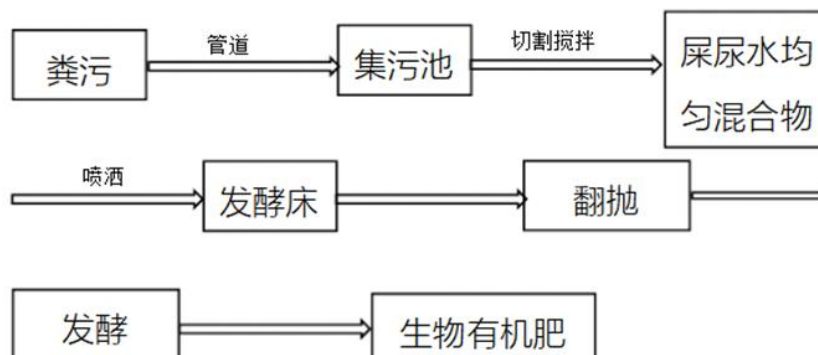 粪污
管道
集污池
切割搅拌
屎尿水均
匀混合物
喷洒
发酵床
翻抛
发酵
生物有机肥